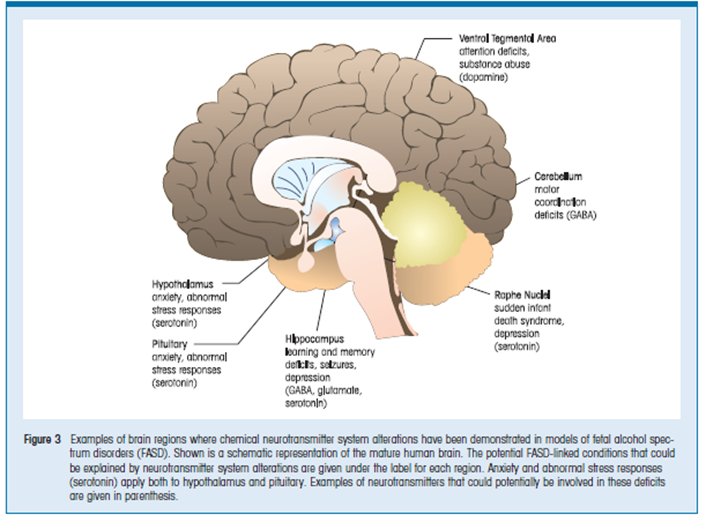 Ventral Tegmental Area
attention deficits,
substance abuse
(dopamine)
Cerebellum
motor
coordination
deficits (GABA)
Hypothalamus
anxiety, abnormal
stress responses
(serotonin)
Pituitary
anxiety, abnormal
stress responses
(serotonin)
Hippocampus
learning and memory
deficits, seizures,
depression
(GABA, glutamate,
serotonin)
Raphe Nuclei
sudden infant
death syndrome,
depression
(serotonin)
Figure 3 Examples of brain regions where chemical neurotransmitter system alterations have been demonstrated in models of fetal alcohol spec-
trum disorders (FASD). Shown is a schematic representation of the mature human brain. The potential FASD-linked conditions that could
be explained by neurotransmitter system alterations are given under the label for each region. Anxiety and abnormal stress responses
(serotonin) apply both to hypothalamus and pituitary. Examples of neurotransmitters that could potentially be involved in these deficits
are given in parenthesis.